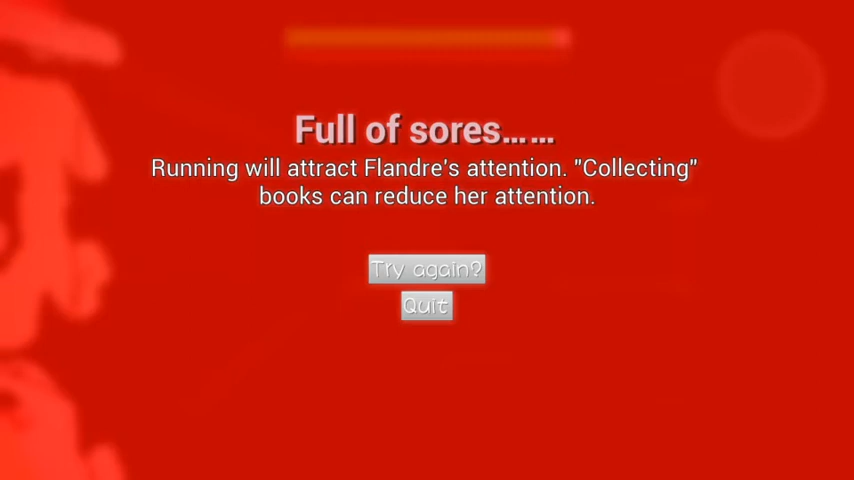 Full of sores……
Running will attract Flandre's attention. "Collecting"
books can reduce her attention.
Try again?
Quit